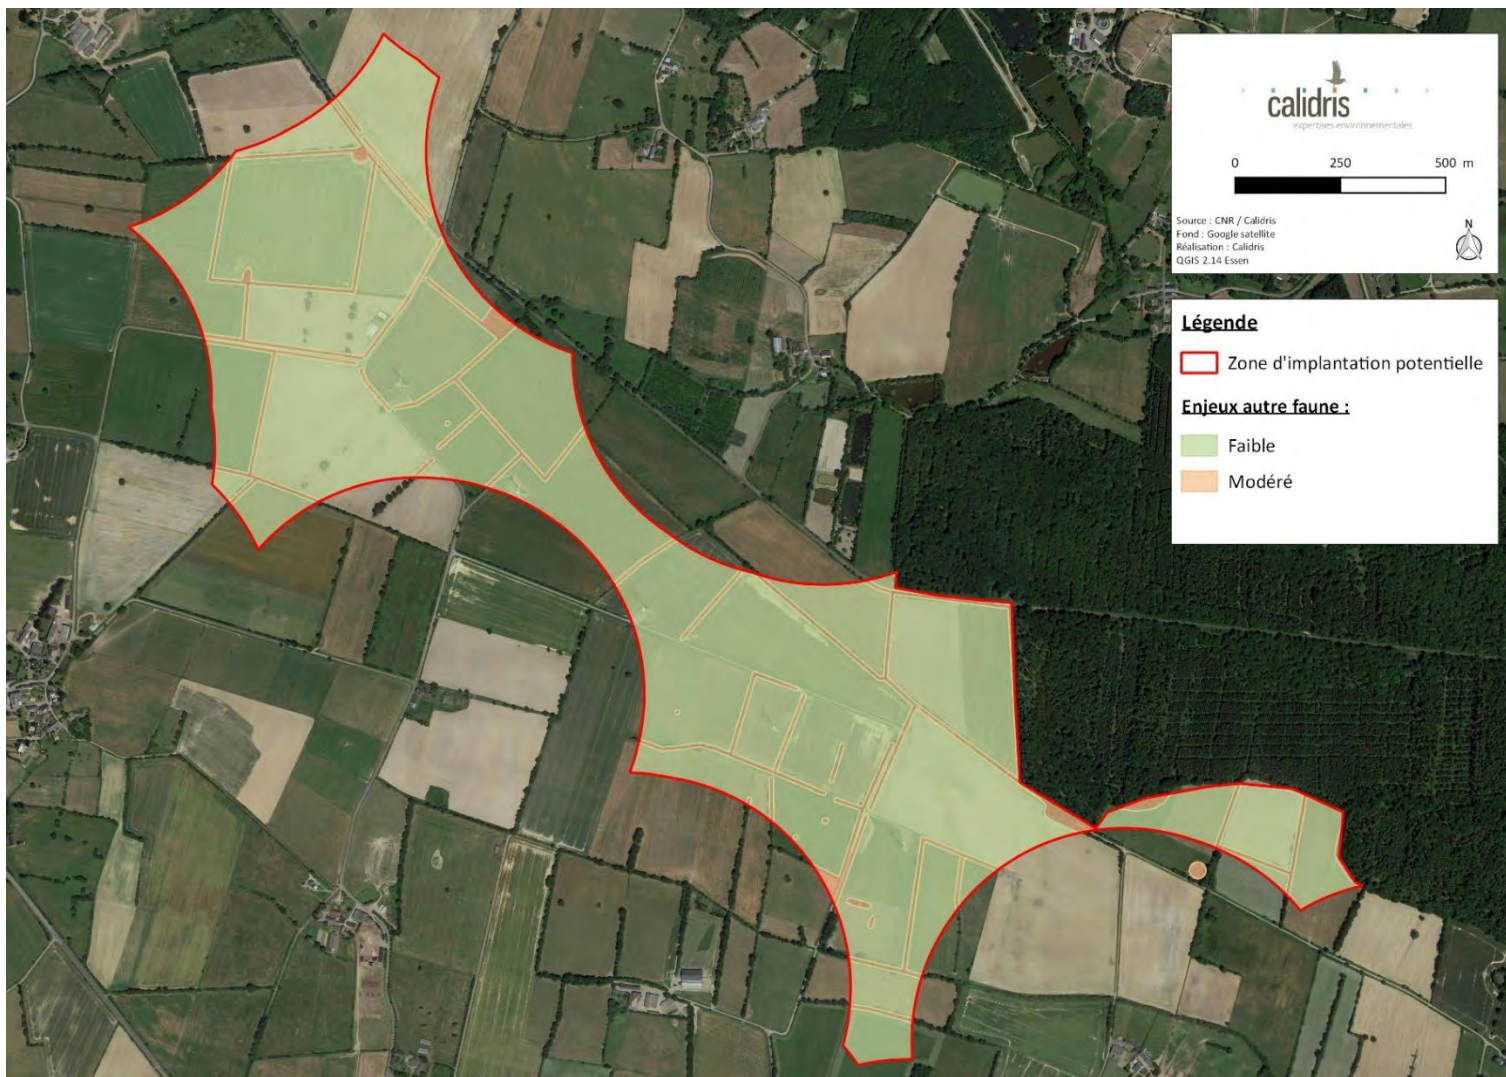 calidris
expertises environnementales
0 250 500 m
Source : CNR / Calidris
Fond : Google satellite
Réalisation : Calidris
QGIS 2.14 Essen
N
Légende
Zone d'implantation potentielle
Enjeux autre faune :
Faible
Modéré